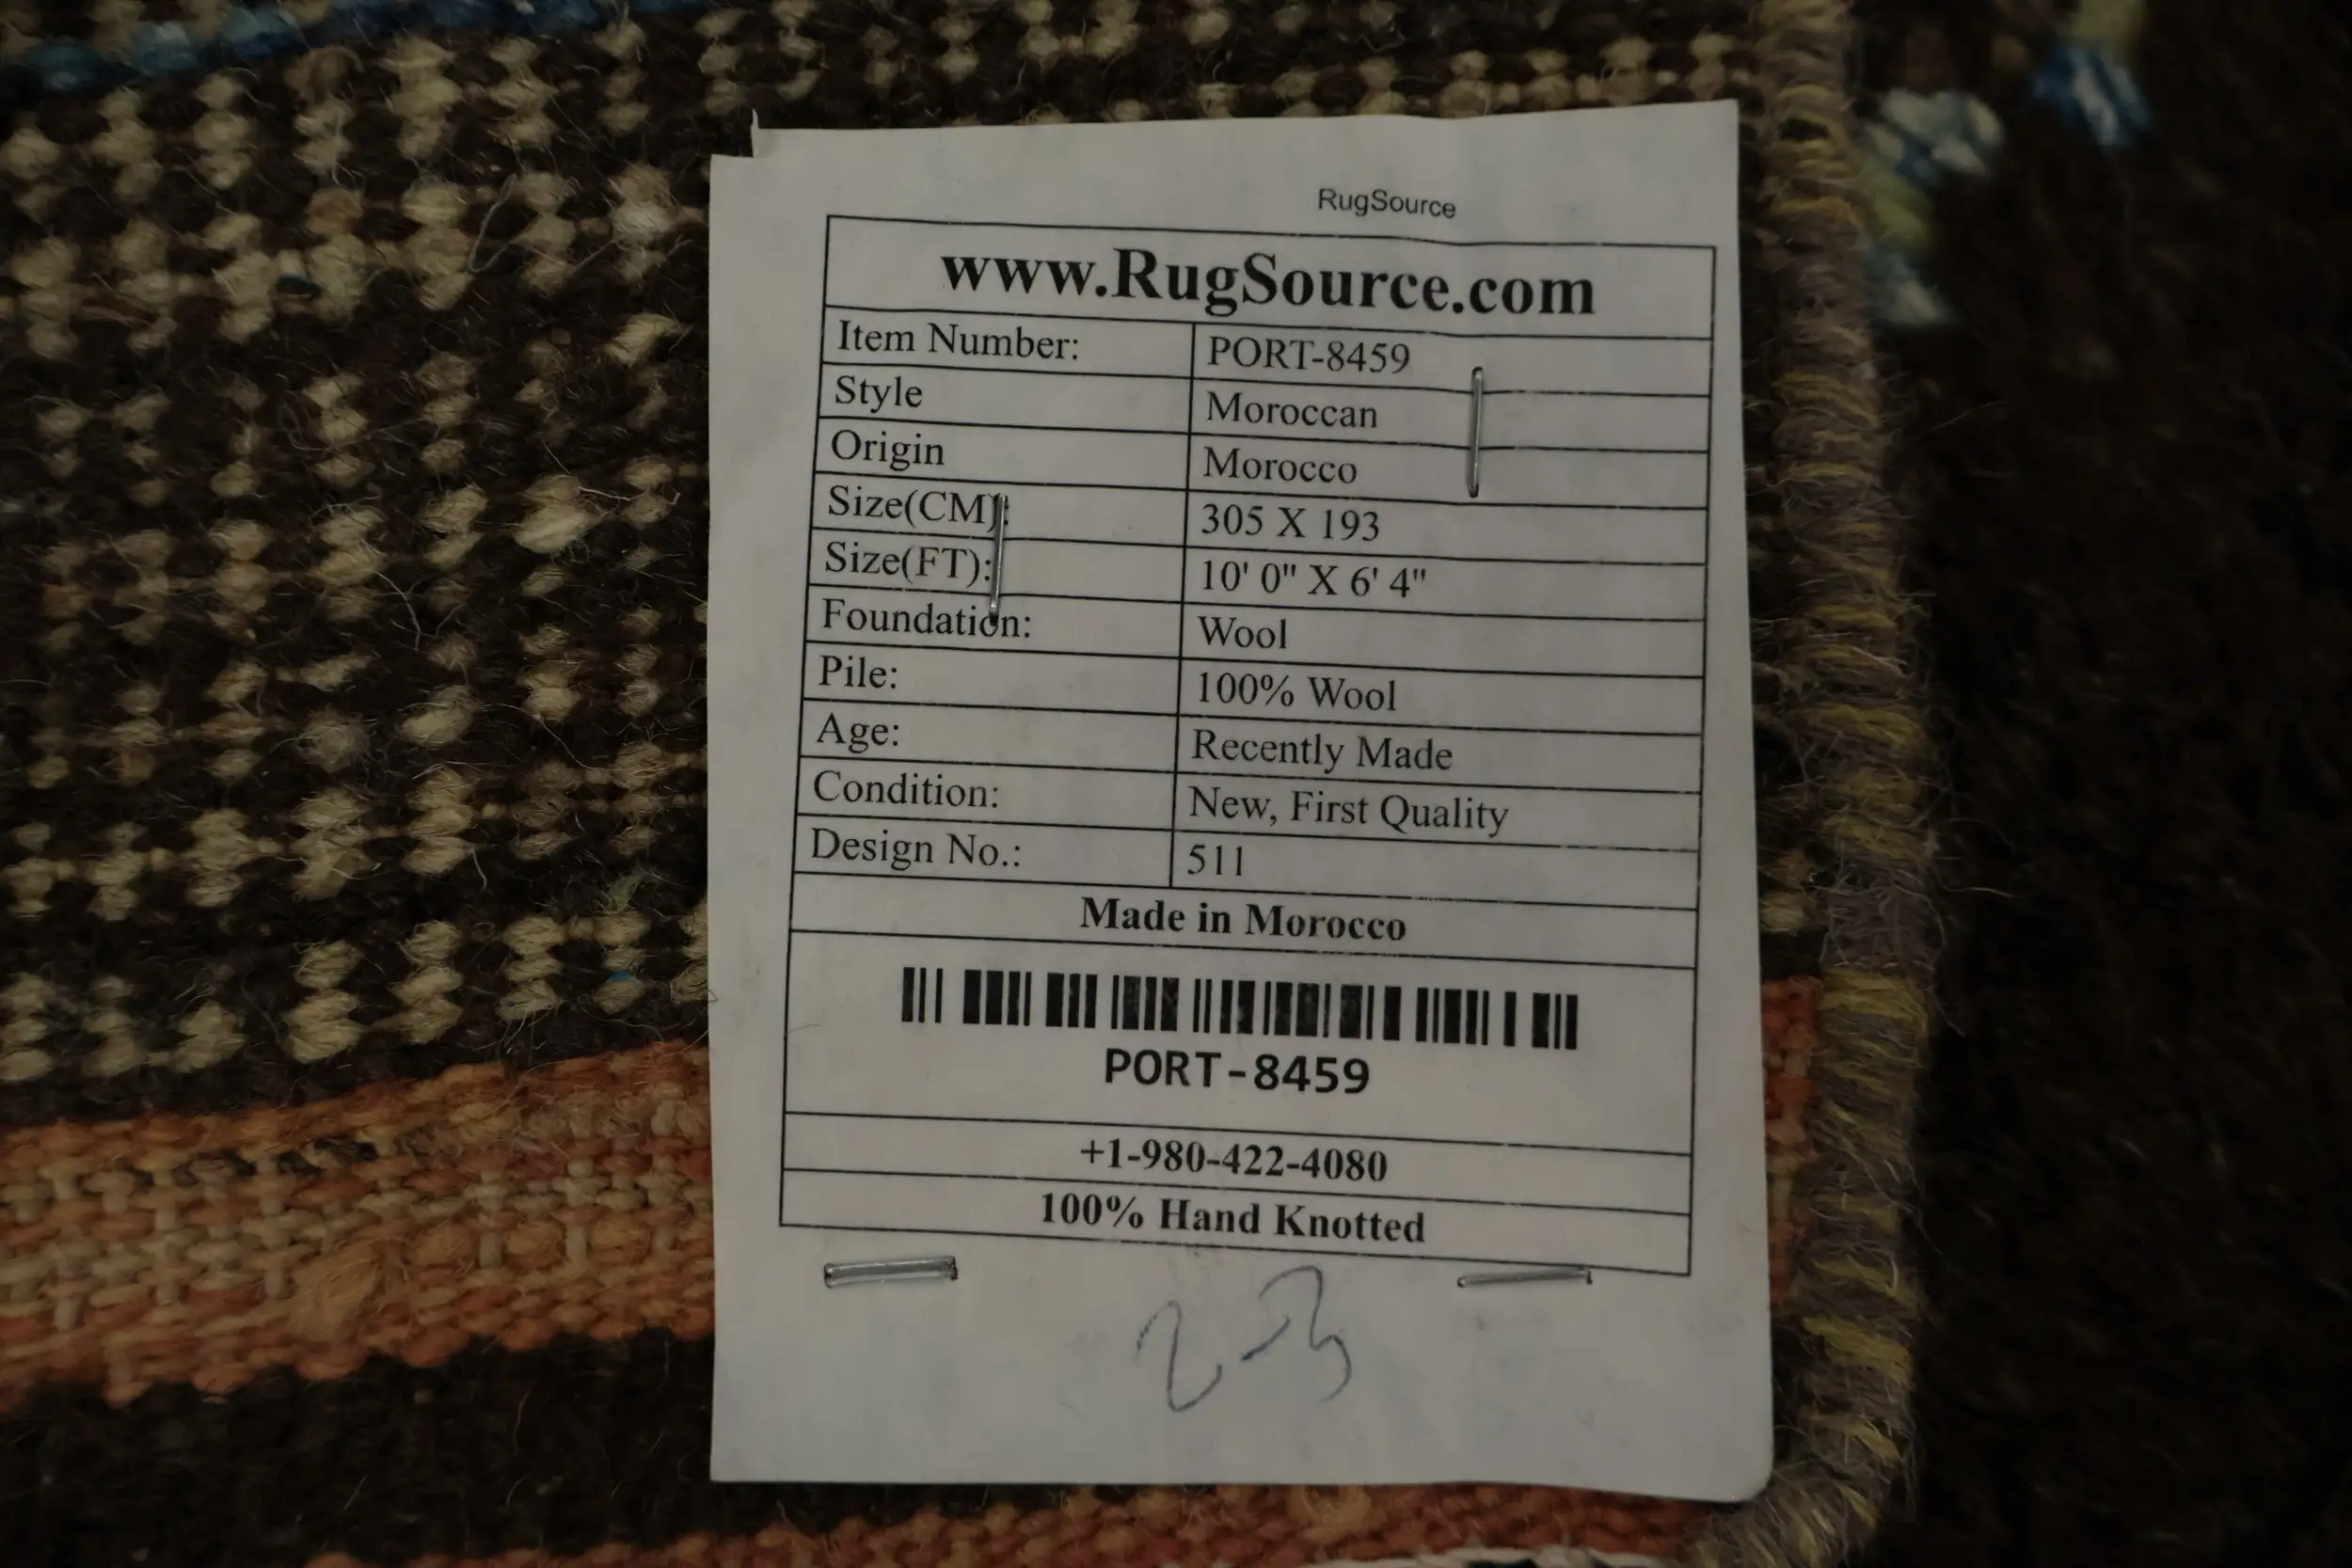 RugSource
www.RugSource.com
Item Number: PORT-8459
Style Moroccan
Origin Morocco
Size(CM): 305 X 193
Size(FT): 10' 0" X 6' 4"
Foundation: Wool
Pile: 100% Wool
Age: Recently Made
Condition: New, First Quality
Design No.: 511
Made in Morocco
PORT-8459
+1-980-422-4080
100% Hand Knotted
2-3